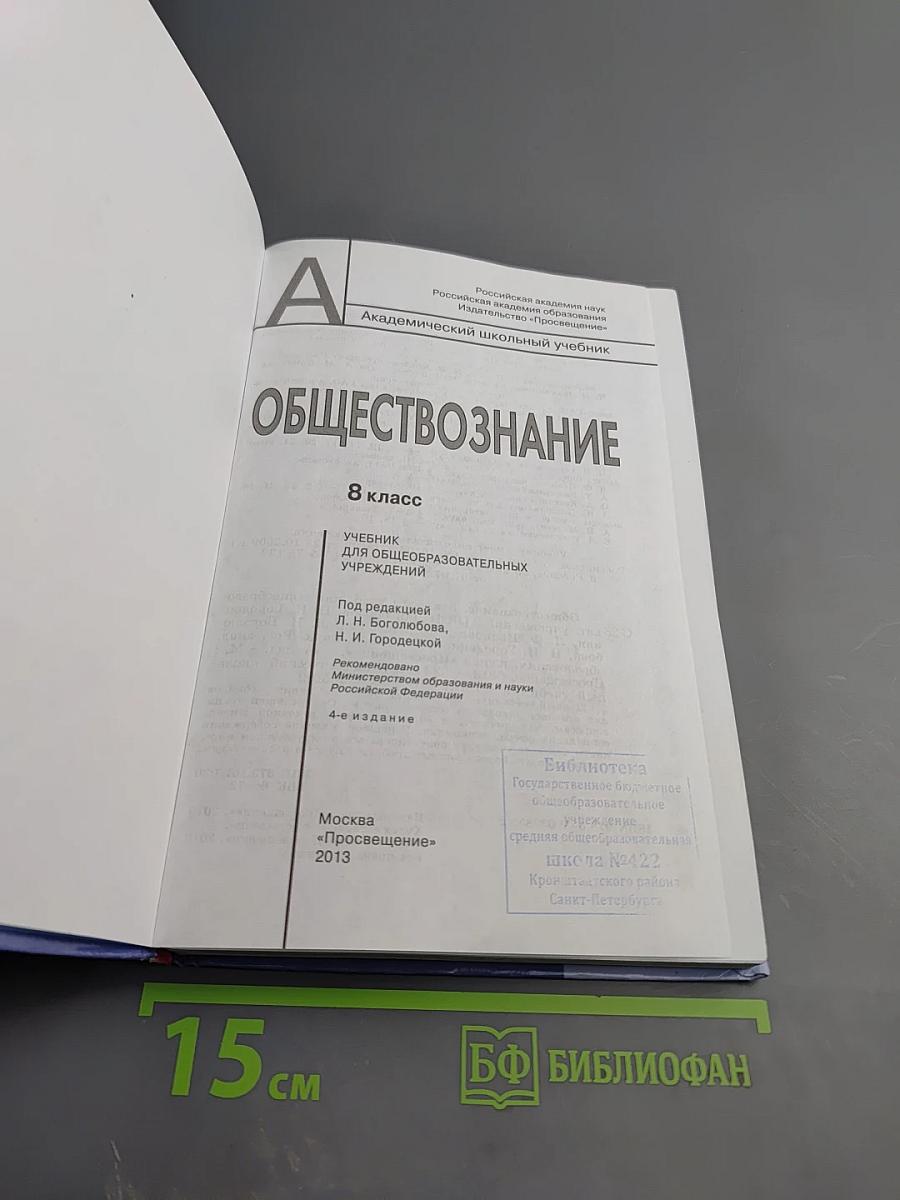 А
Российская академия наук
Российская академия образования
Издательство «Просвещение»
Академический школьный учебник
ОБЩЕСТВОЗНАНИЕ
8 класс
УЧЕБНИК
ДЛЯ ОБЩЕОБРАЗОВАТЕЛЬНЫХ
УЧРЕЖДЕНИЙ
Под редакцией
Л. Н. Боголюбова,
Н. И. Городецкой
Рекомендовано
Министерством образования и науки
Российской Федерации
4-е издание
Москва
«Просвещение»
2013
Библиотека
Государственное бюджетное
общеобразовательное
учреждение
средняя общеобразовательная
школа №422
Кронштадтского района
Санкт-Петербурга
15 см
БФ БИБЛИОФАН